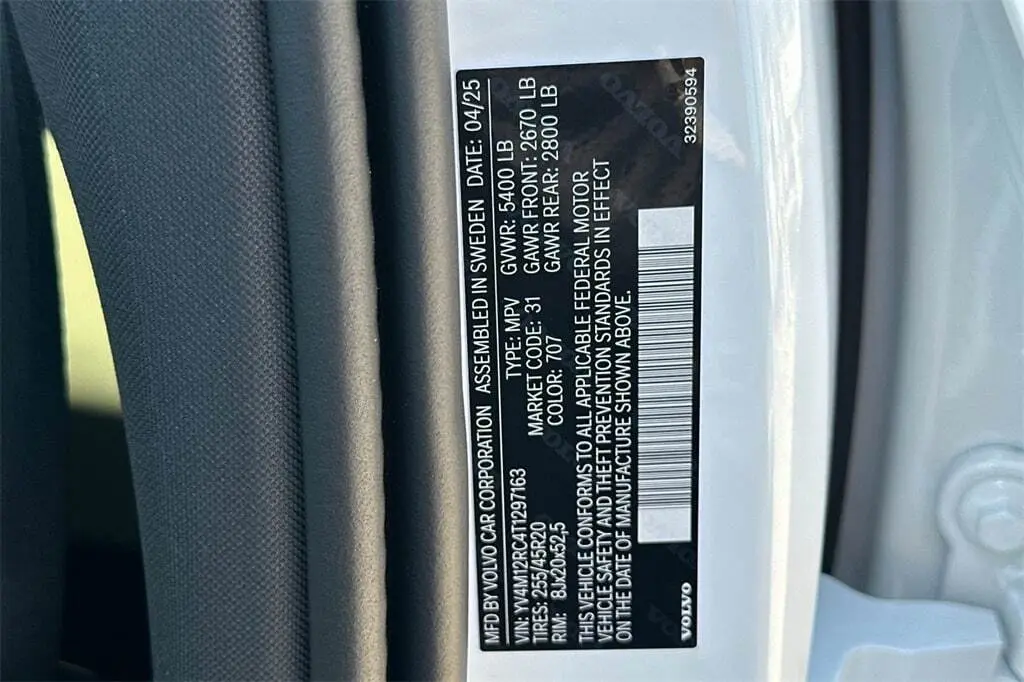 MFD BY VOLVO CAR CORPORATION ASSEMBLED IN SWEDEN DATE: 04/25
VIN: YV4M12RC4T1297163 TYPE: MPV GVWR: 5400 LB
TIRES: 255/45R20 MARKET CODE: 31 GAWR FRONT: 2670 LB
RIM: 8Jx20x52,5 COLOR: 707 GAWR REAR: 2800 LB
THIS VEHICLE CONFORMS TO ALL APPLICABLE FEDERAL MOTOR
VEHICLE SAFETY AND THEFT PREVENTION STANDARDS IN EFFECT
ON THE DATE OF MANUFACTURE SHOWN ABOVE.
VOLVO 32390594